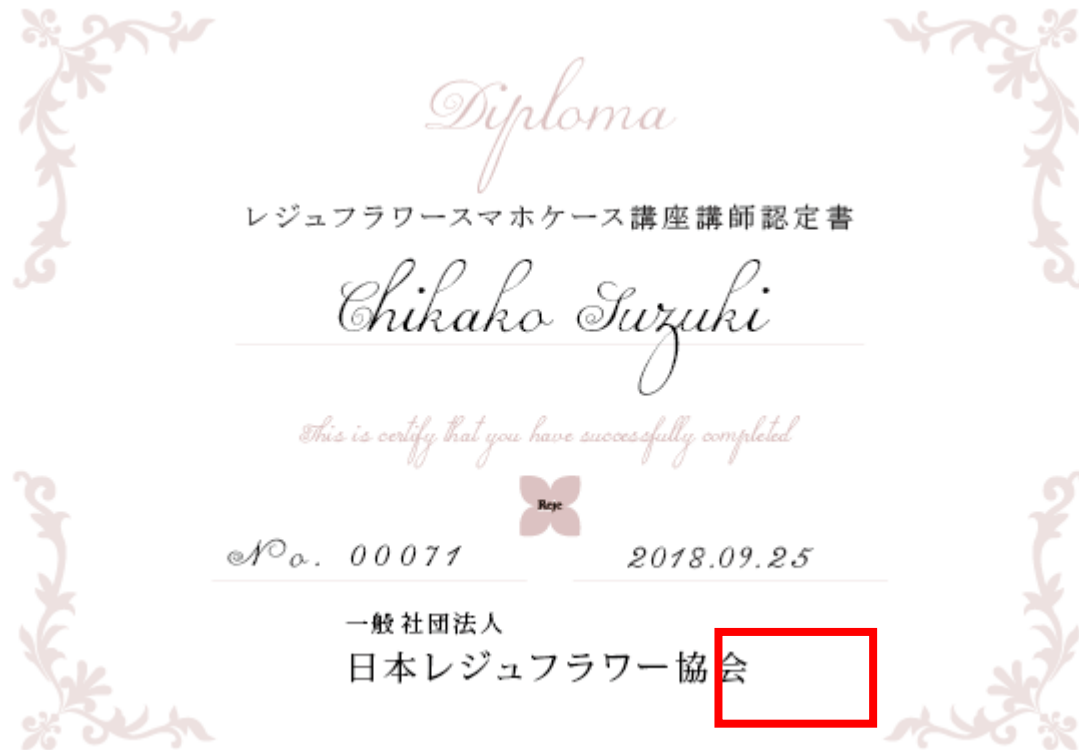 Diploma
レジュフラワースマホケース講座講師認定書
Chikako Suzuki
This is certify that you have successfully completed
Reje
No. 00071
2018.09.25
一般社団法人
日本レジュフラワー協会